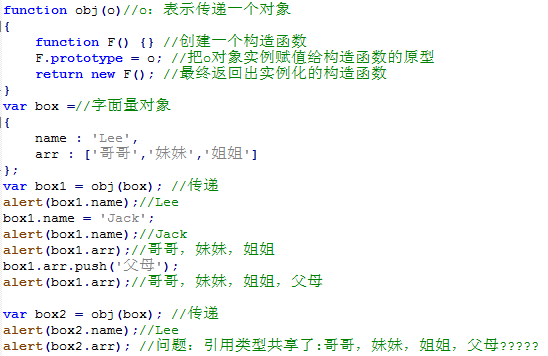 function obj(o)//o：表示传递一个对象
{
    function F() {} //创建一个构造函数
    F.prototype = o; //把o对象实例赋值给构造函数的原型
    return new F(); //最终返回出实例化的构造函数
}
var box =//字面量对象
{
    name : 'Lee',
    arr : ['哥哥','妹妹','姐姐']
};
var box1 = obj(box); //传递
alert(box1.name);//Lee
box1.name = 'Jack';
alert(box1.name);//Jack
alert(box1.arr);//哥哥，妹妹，姐姐
box1.arr.push('父母');
alert(box1.arr);//哥哥，妹妹，姐姐，父母
var box2 = obj(box); //传递
alert(box2.name);//Lee
alert(box2.arr); //问题：引用类型共享了:哥哥，妹妹，姐姐，父母?????